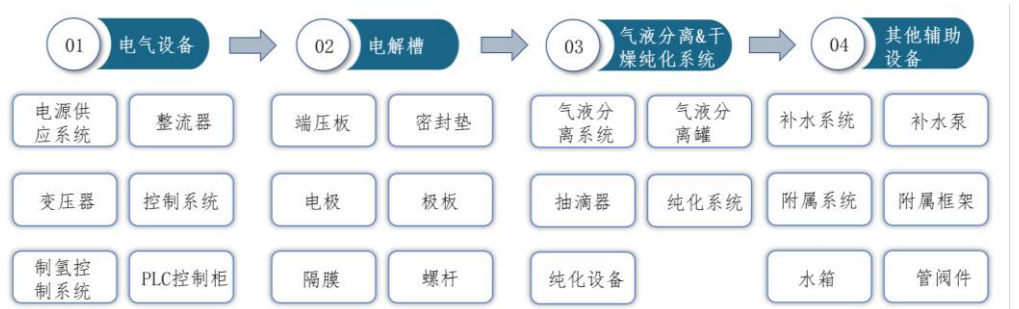 01
电气设备
02
电解槽
03
气液分离&干
燥纯化系统
04
其他辅助
设备
电源供
应系统
整流器
端压板
密封垫
气液分
离系统
气液分
离罐
补水系统
补水泵
变压器
控制系统
电极
极板
抽滴器
纯化系统
附属系统
附属框架
制氢控
制系统
PLC控制柜
隔膜
螺杆
纯化设备
水箱
管阀件